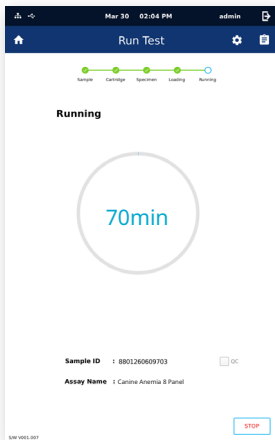 Mar 30 02:04 PM admin
Run Test
Sample Cartridge Specimen Loading Running
Running
70min
Sample ID : 8801260609703 QC
Assay Name : Canine Anemia 8 Panel
STOP
S/W V001.007